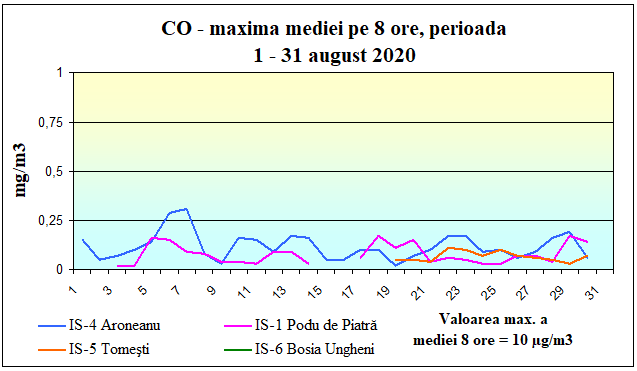 CO - maxima mediei pe 8 ore, perioada
1 - 31 august 2020
mg/m3
1
0,75
0,5
0,25
0
1 3 5 7 9 11 13 15 17 19 21 23 25 27 29 31
IS-4 Aroneanu IS-1 Podu de Piatră
IS-5 Tomeşti IS-6 Bosia Ungheni
Valoarea max. a
mediei 8 ore = 10 µg/m3